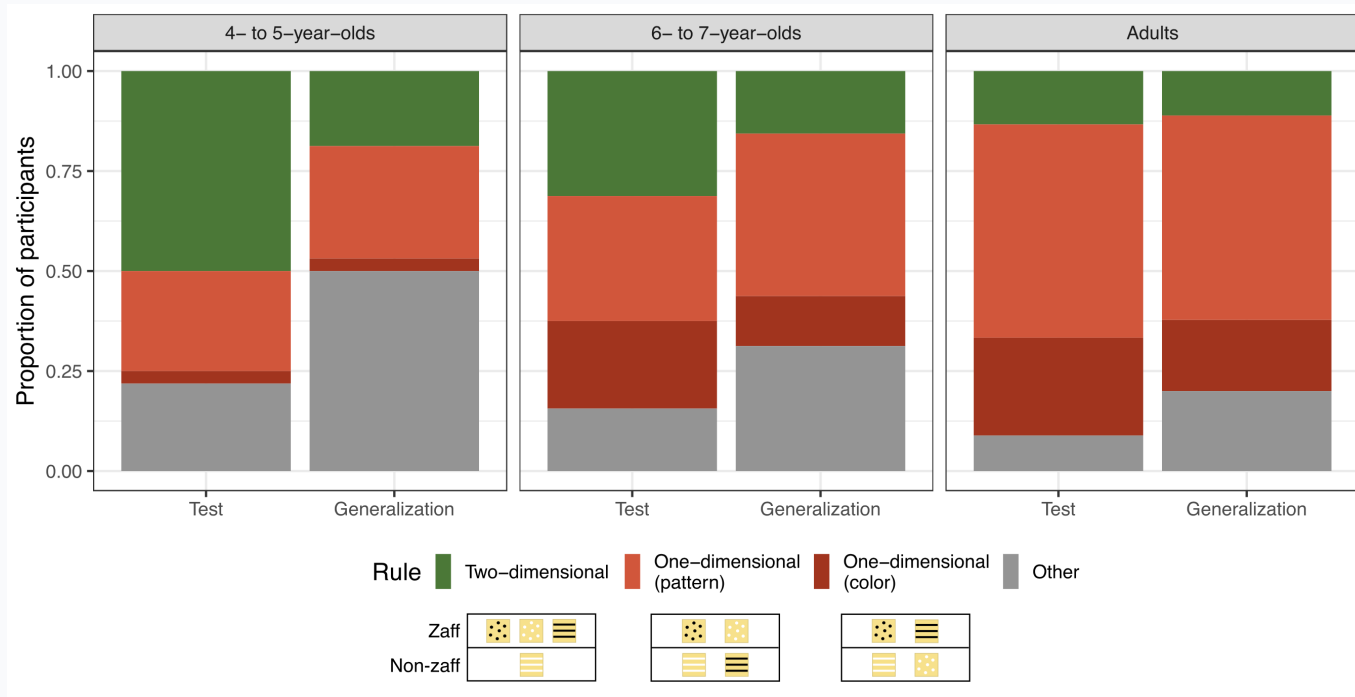 4− to 5−year−olds
6− to 7−year−olds
Adults
Proportion of participants
1.00
0.75
0.50
0.25
0.00
Test
Generalization
Test
Generalization
Test
Generalization
Rule
Two−dimensional
One−dimensional
(pattern)
One−dimensional
(color)
Other
Zaff
Non−zaff